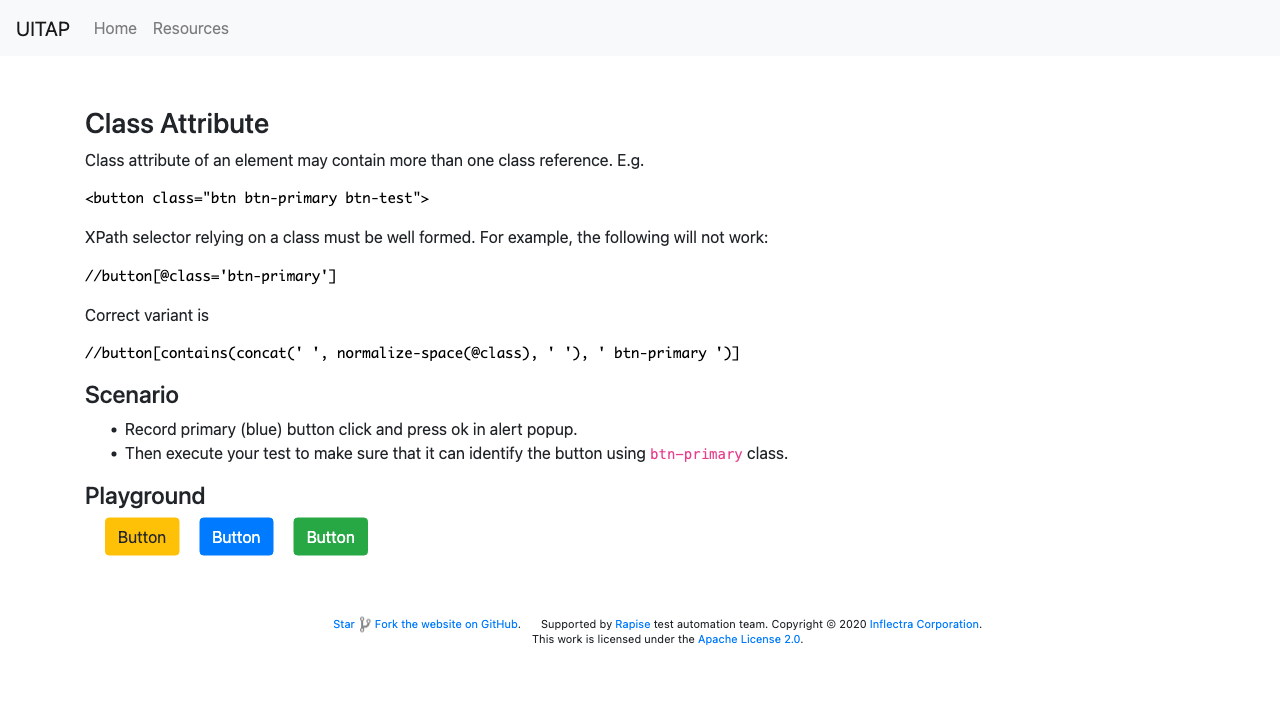 UITAP Home Resources
Class Attribute
Class attribute of an element may contain more than one class reference. E.g.
<button class="btn btn-primary btn-test">
XPath selector relying on a class must be well formed. For example, the following will not work:
//button[@class='btn-primary']
Correct variant is
//button[contains(concat(' ', normalize-space(@class), ' '), ' btn-primary ')]
Scenario
• Record primary (blue) button click and press ok in alert popup.
• Then execute your test to make sure that it can identify the button using btn-primary class.
Playground
Button Button Button
Star Fork the website on GitHub. Supported by Rapise test automation team. Copyright © 2020 Inflectra Corporation.
This work is licensed under the Apache License 2.0.